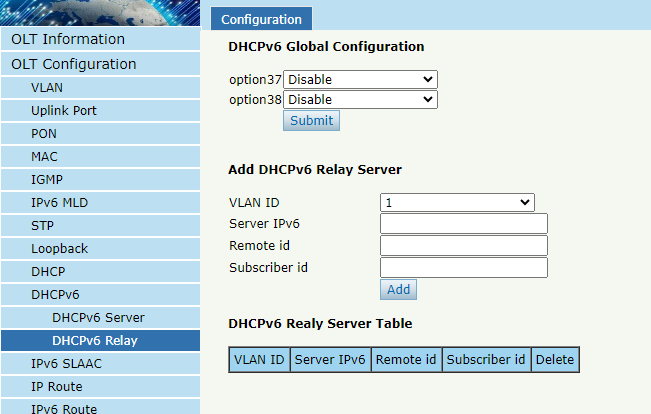 OLT Information
OLT Configuration
VLAN
Uplink Port
PON
MAC
IGMP
IPv6 MLD
STP
Loopback
DHCP
DHCPv6
DHCPv6 Server
DHCPv6 Relay
IPv6 SLAAC
IP Route
IPv6 Route
Configuration
DHCPv6 Global Configuration
option37 Disable
option38 Disable
Submit
Add DHCPv6 Relay Server
VLAN ID 1
Server IPv6
Remote id
Subscriber id
Add
DHCPv6 Realy Server Table
VLAN ID Server IPv6 Remote id Subscriber id Delete